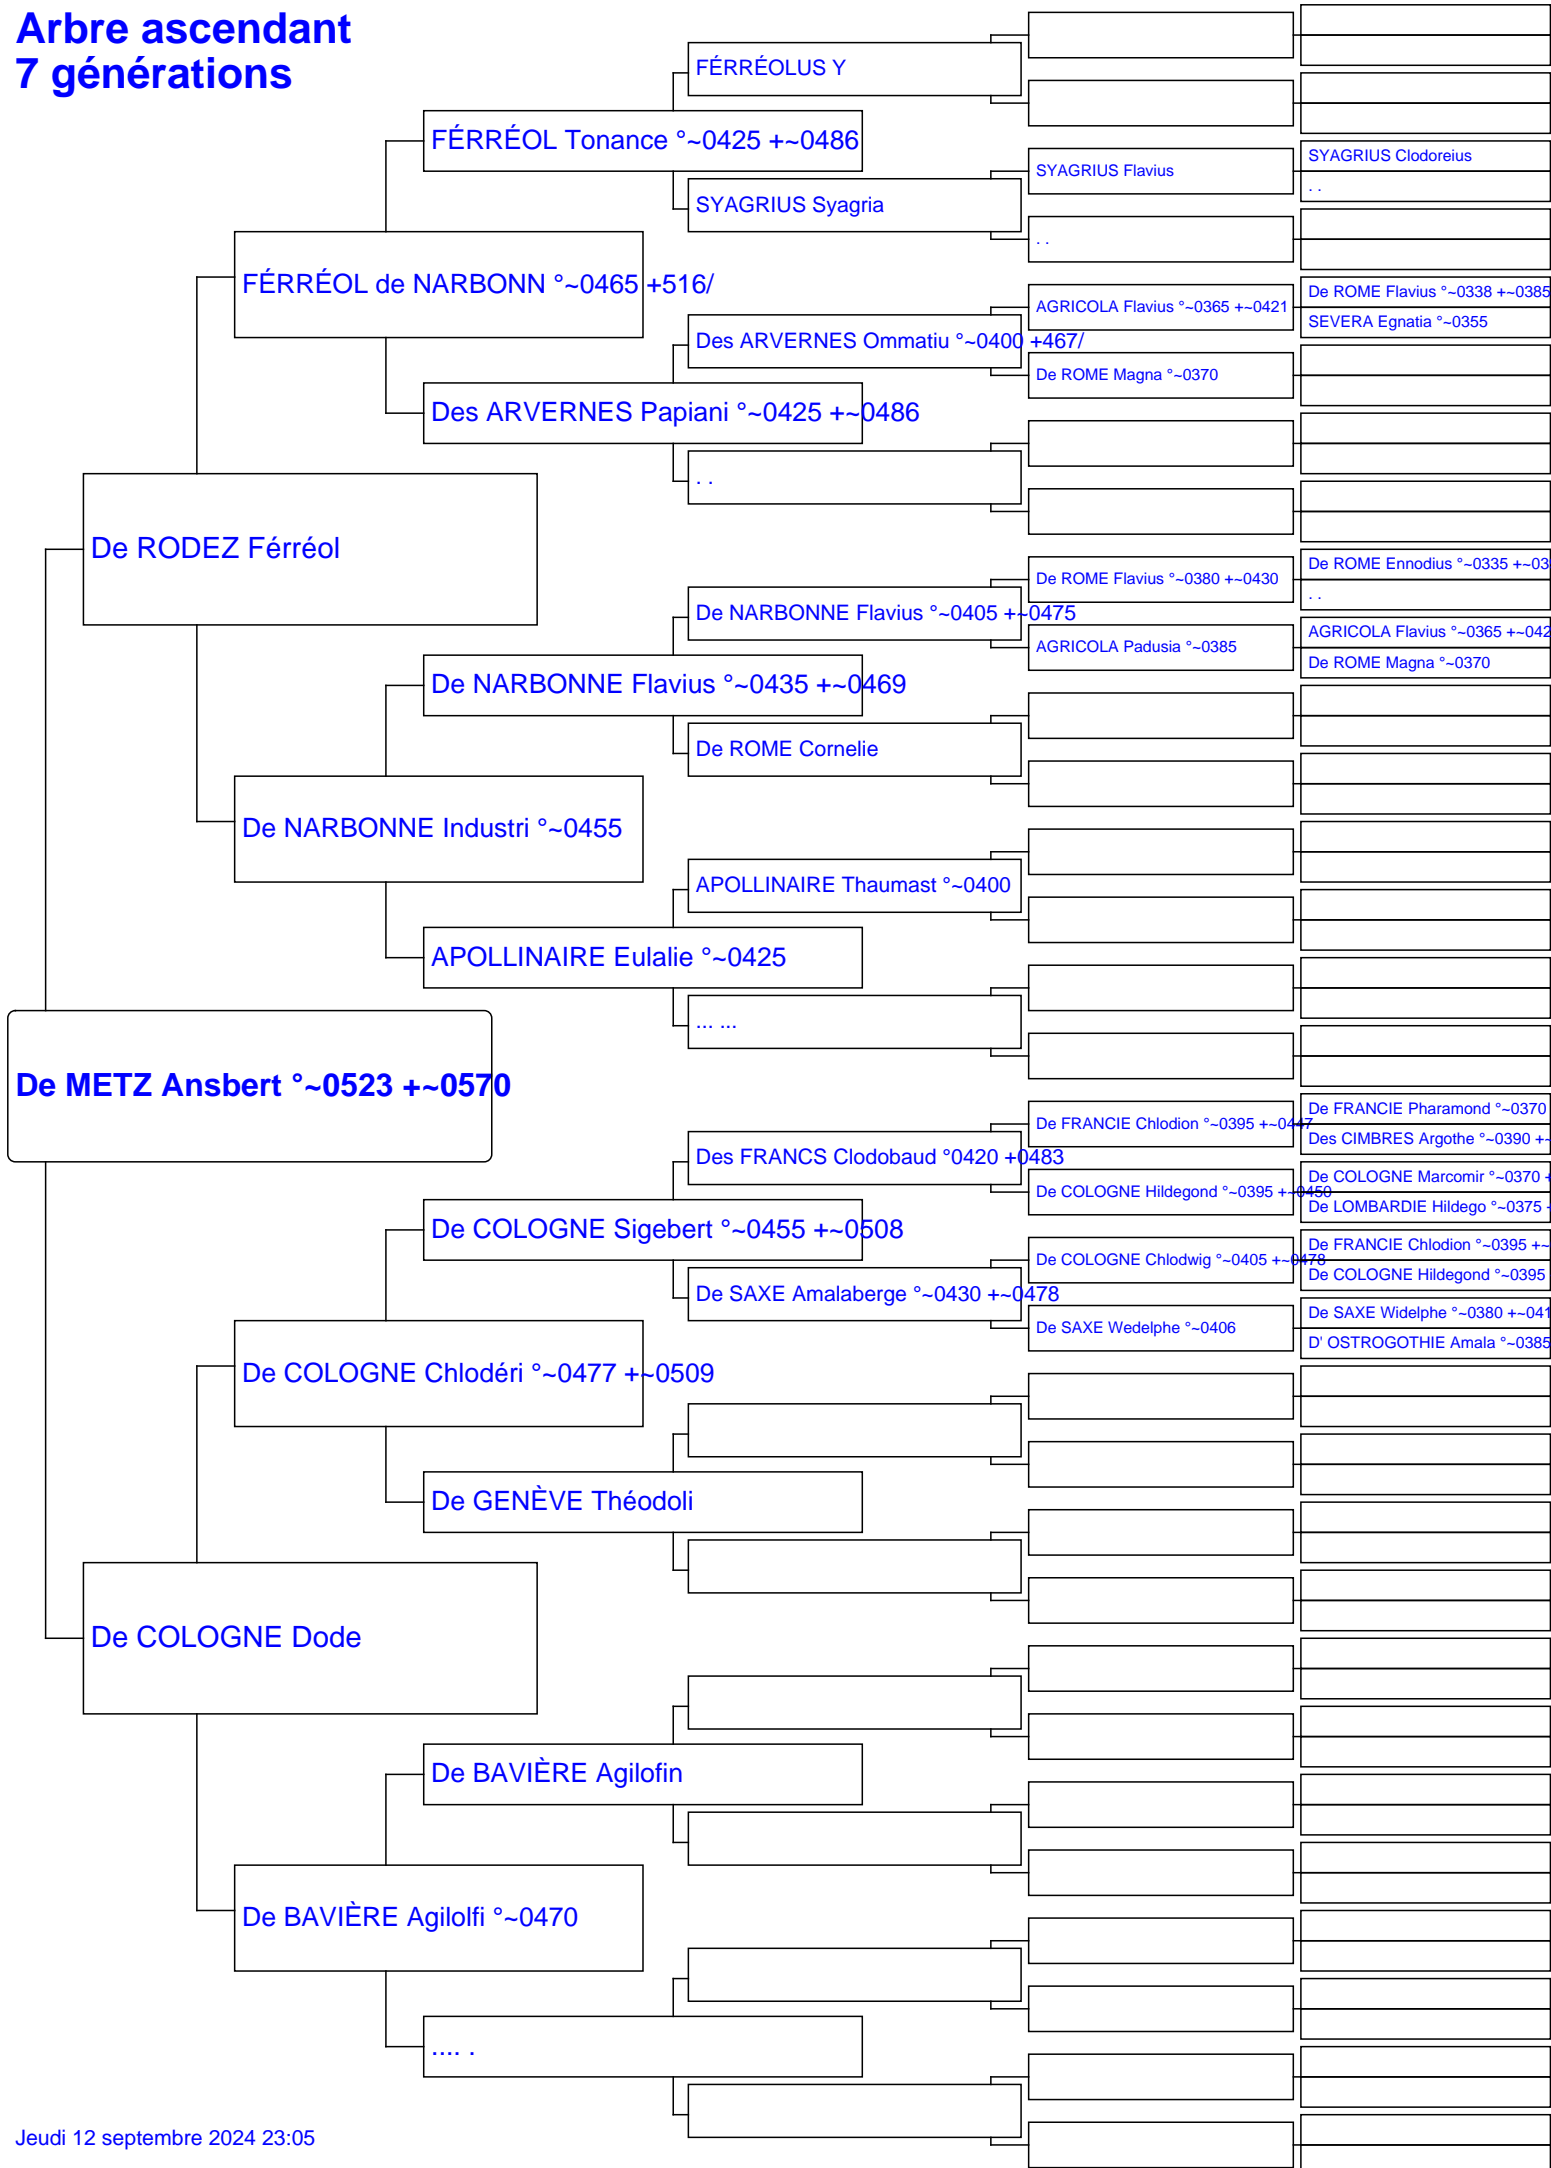 Arbre ascendant
7 générations
FÉRRÉOLUS Y
FÉRRÉOL Tonance °~0425 +~0486
SYAGRIUS Flavius
SYAGRIUS Clodoreius
. .
SYAGRIUS Syagria
. .
FÉRRÉOL de NARBONN °~0465 +516/
AGRICOLA Flavius °~0365 +~0421
De ROME Flavius °~0338 +~0385
SEVERA Egnatia °~0355
Des ARVERNES Ommatiu °~0400 +467/
De ROME Magna °~0370
Des ARVERNES Papiani °~0425 +~0486
. .
De RODEZ Férréol
De ROME Flavius °~0380 +~0430
De ROME Ennodius °~0335 +~03
. .
De NARBONNE Flavius °~0405 +~0475
AGRICOLA Padusia °~0385
AGRICOLA Flavius °~0365 +~042
De ROME Magna °~0370
De NARBONNE Flavius °~0435 +~0469
De ROME Cornelie
De NARBONNE Industri °~0455
APOLLINAIRE Thaumast °~0400
APOLLINAIRE Eulalie °~0425
... ...
De METZ Ansbert °~0523 +~0570
De FRANCIE Chlodion °~0395 +~0447
De FRANCIE Pharamond °~0370
Des CIMBRES Argothe °~0390 +~
Des FRANCS Clodobaud °0420 +0483
De COLOGNE Hildegond °~0395 +~0450
De COLOGNE Marcomir °~0370 +
De LOMBARDIE Hildego °~0375 +
De COLOGNE Sigebert °~0455 +~0508
De COLOGNE Chlodwig °~0405 +~0478
De FRANCIE Chlodion °~0395 +~
De COLOGNE Hildegond °~0395
De SAXE Amalaberge °~0430 +~0478
De SAXE Wedelphe °~0406
De SAXE Widelphe °~0380 +~041
D' OSTROGOTHIE Amala °~0385
De COLOGNE Chlodéri °~0477 +~0509
De GENÈVE Théodoli
De COLOGNE Dode
De BAVIÈRE Agilofin
De BAVIÈRE Agilolfi °~0470
.... .
Jeudi 12 septembre 2024 23:05